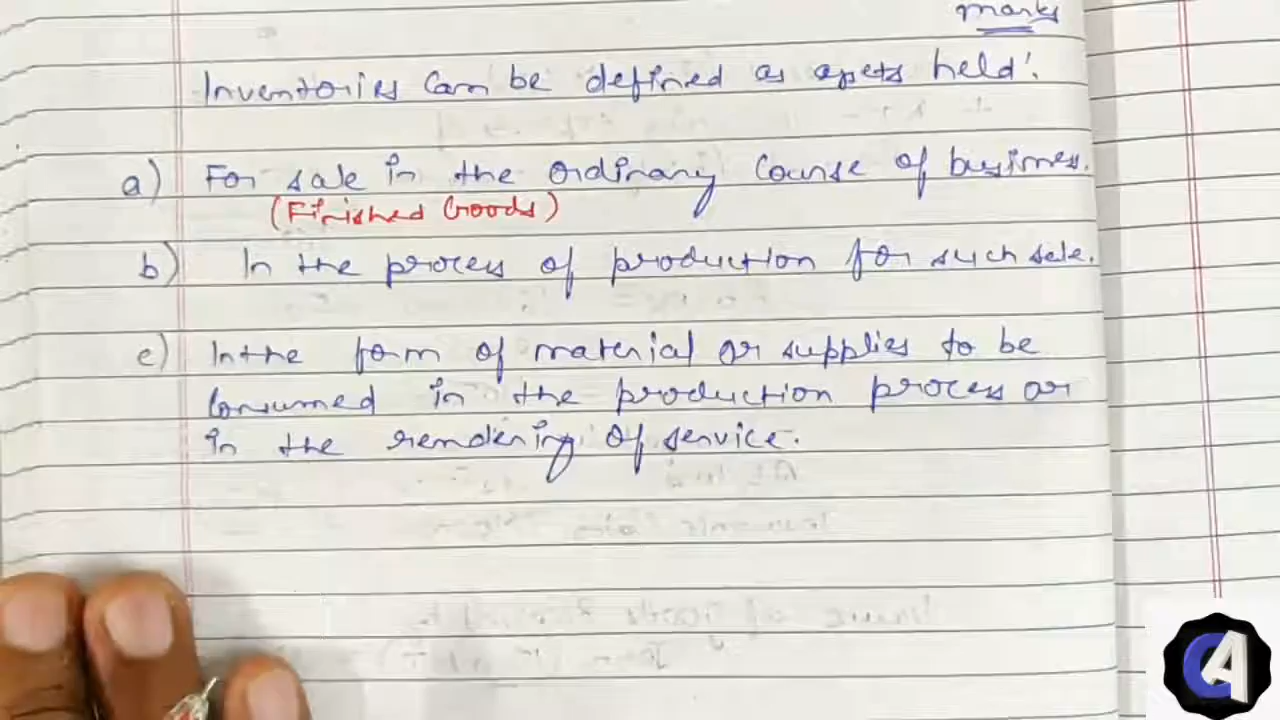 marks
Inventories can be defined as assets held:
a) For sale in the ordinary course of business.
(Finished Goods)
b) In the process of production for such sale.
c) In the form of material or supplies to be
consumed in the production process or
in the rendering of service.
CA